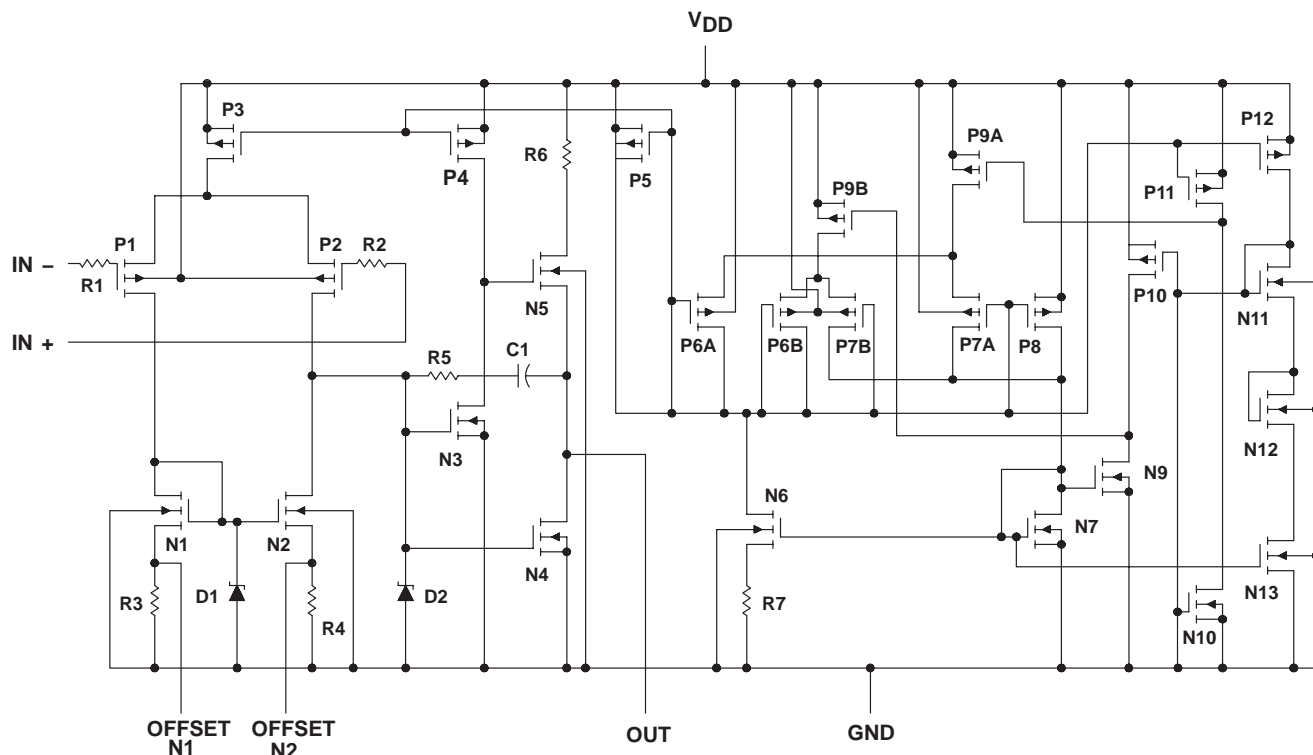 VDD
P3
P12
P9A
R6
P4
P5
P11
P9B
P1
P2
R2
IN −
R1
P10
N5
N11
IN +
P6A
P6B
P7B
P7A
P8
R5
C1
N12
N3
N9
N6
N7
N1
N2
N4
N13
R3
D1
D2
R7
R4
N10
OFFSET
N1
OFFSET
N2
OUT
GND